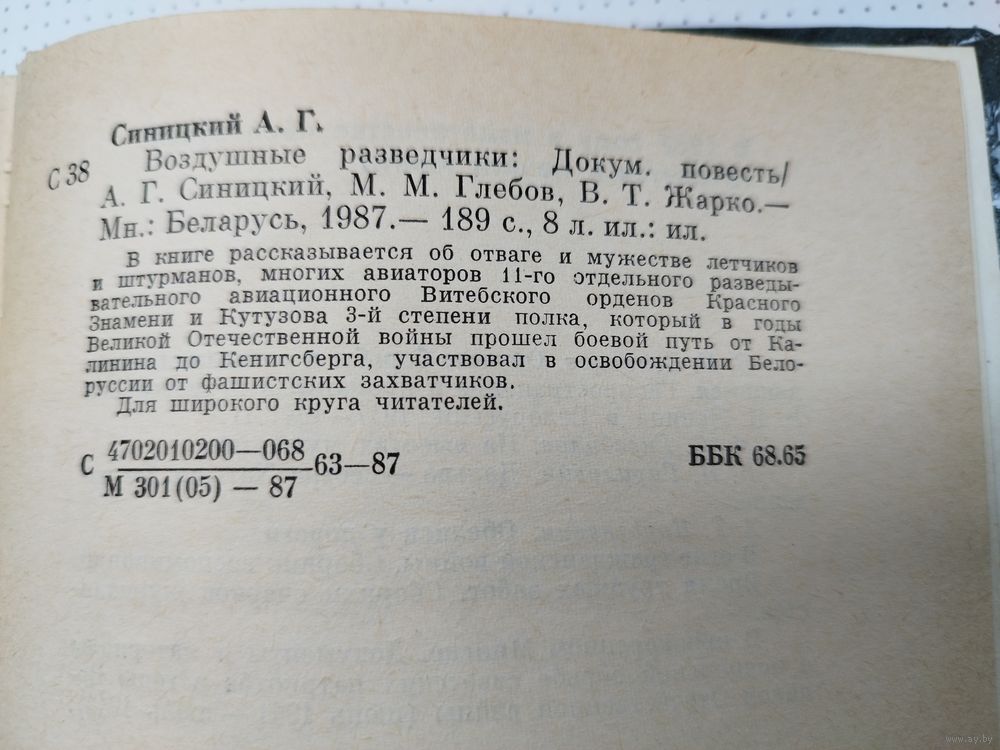 Синицкий А. Г.
С 38 Воздушные разведчики: Докум. повесть/
А. Г. Синицкий, М. М. Глебов, В. Т. Жарко.—
Мн.: Беларусь, 1987.— 189 с., 8 л. ил.: ил.
В книге рассказывается об отваге и мужестве летчиков
и штурманов, многих авиаторов 11-го отдельного разведы-
вательного авиационного Витебского орденов Красного
Знамени и Кутузова 3-й степени полка, который в годы
Великой Отечественной войны прошел боевой путь от Ка-
линина до Кенигсберга, участвовал в освобождении Бело-
руссии от фашистских захватчиков.
Для широкого круга читателей.
С 4702010200—068 63—87 ББК 68.65
М 301(05) — 87
www.ay.by